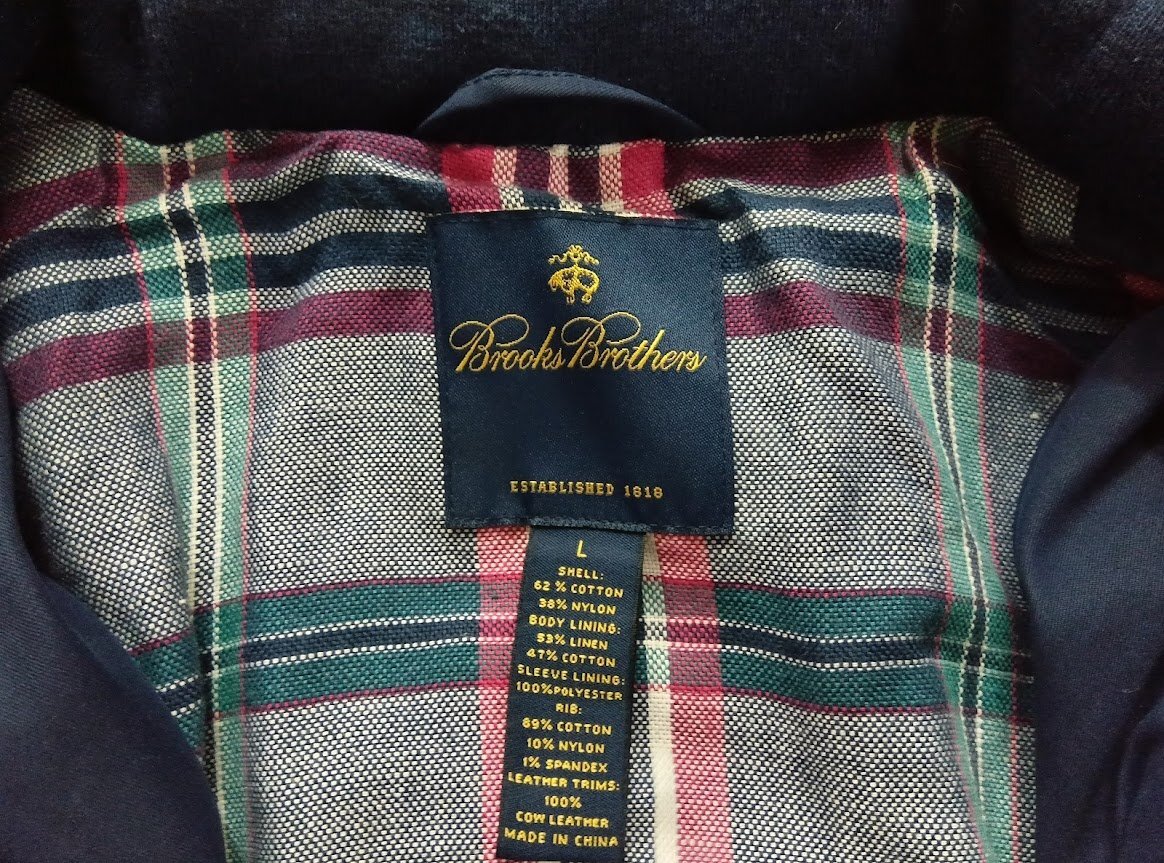 Brooks Brothers
ESTABLISHED 1818
L
SHELL:
62 % COTTON
38% NYLON
BODY LINING:
53% LINEN
47% COTTON
SLEEVE LINING:
100%POLYESTER
RIB:
89% COTTON
10% NYLON
1% SPANDEX
LEATHER TRIMS:
100%
COW LEATHER
MADE IN CHINA